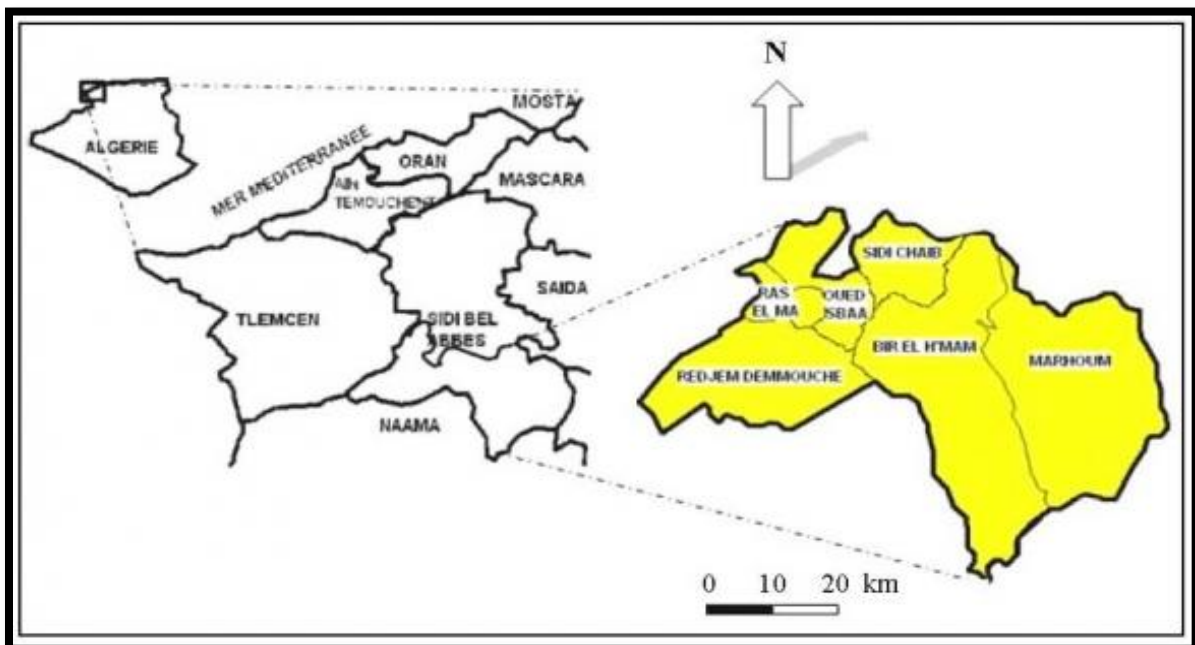 N
MOSTA
ALGERIE
MER MEDITERRANEE
ORAN
MASCARA
AIN
TEMOUCHENT
SIDI CHAIB
SAIDA
RAS
EL MA
OUED
SBAA
TLEMCEN
SIDI BEL
ABBES
BIR EL H'MAM
MARHOUM
REDJEM DEMMOUCHE
NAAMA
0 10 20 km